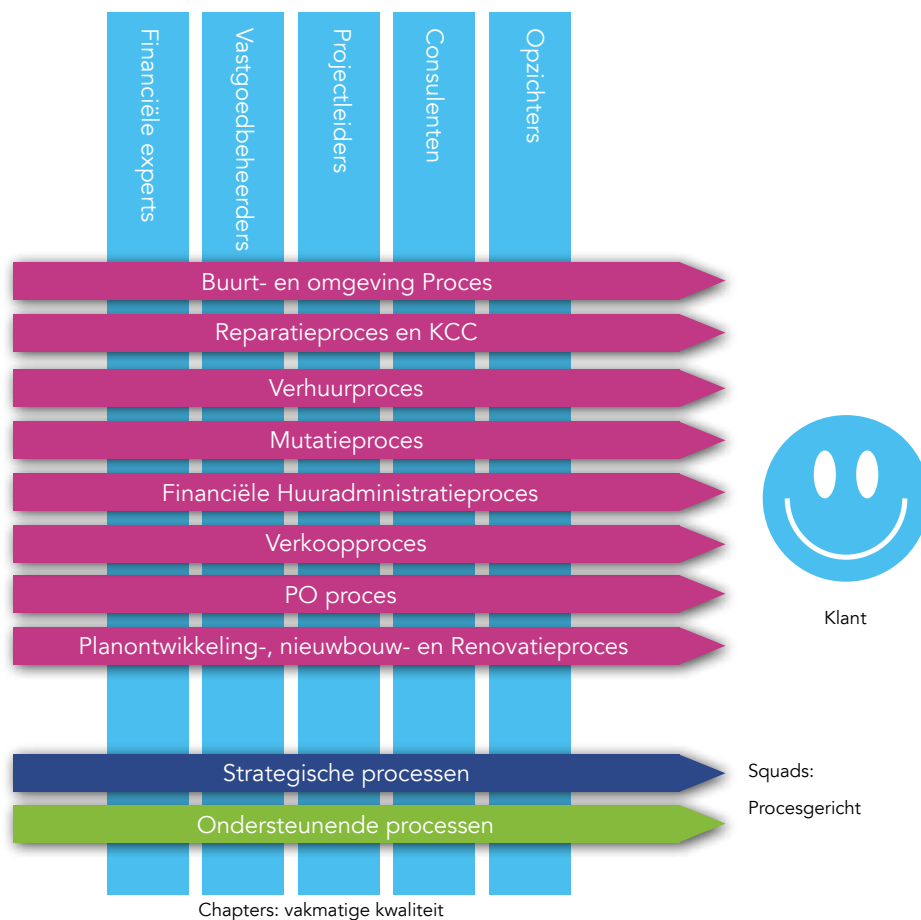 Financiële experts
Vastgoedbeheerders
Projectleiders
Consulenten
Opzichters
Buurt- en omgeving Proces
Reparatieproces en KCC
Verhuurproces
Mutatieproces
Financiële Huuradministratieproces
Verkoopproces
PO proces
Planontwikkeling-, nieuwbouw- en Renovatieproces
Klant
Strategische processen
Squads:
Procesgericht
Ondersteunende processen
Chapters: vakmatige kwaliteit